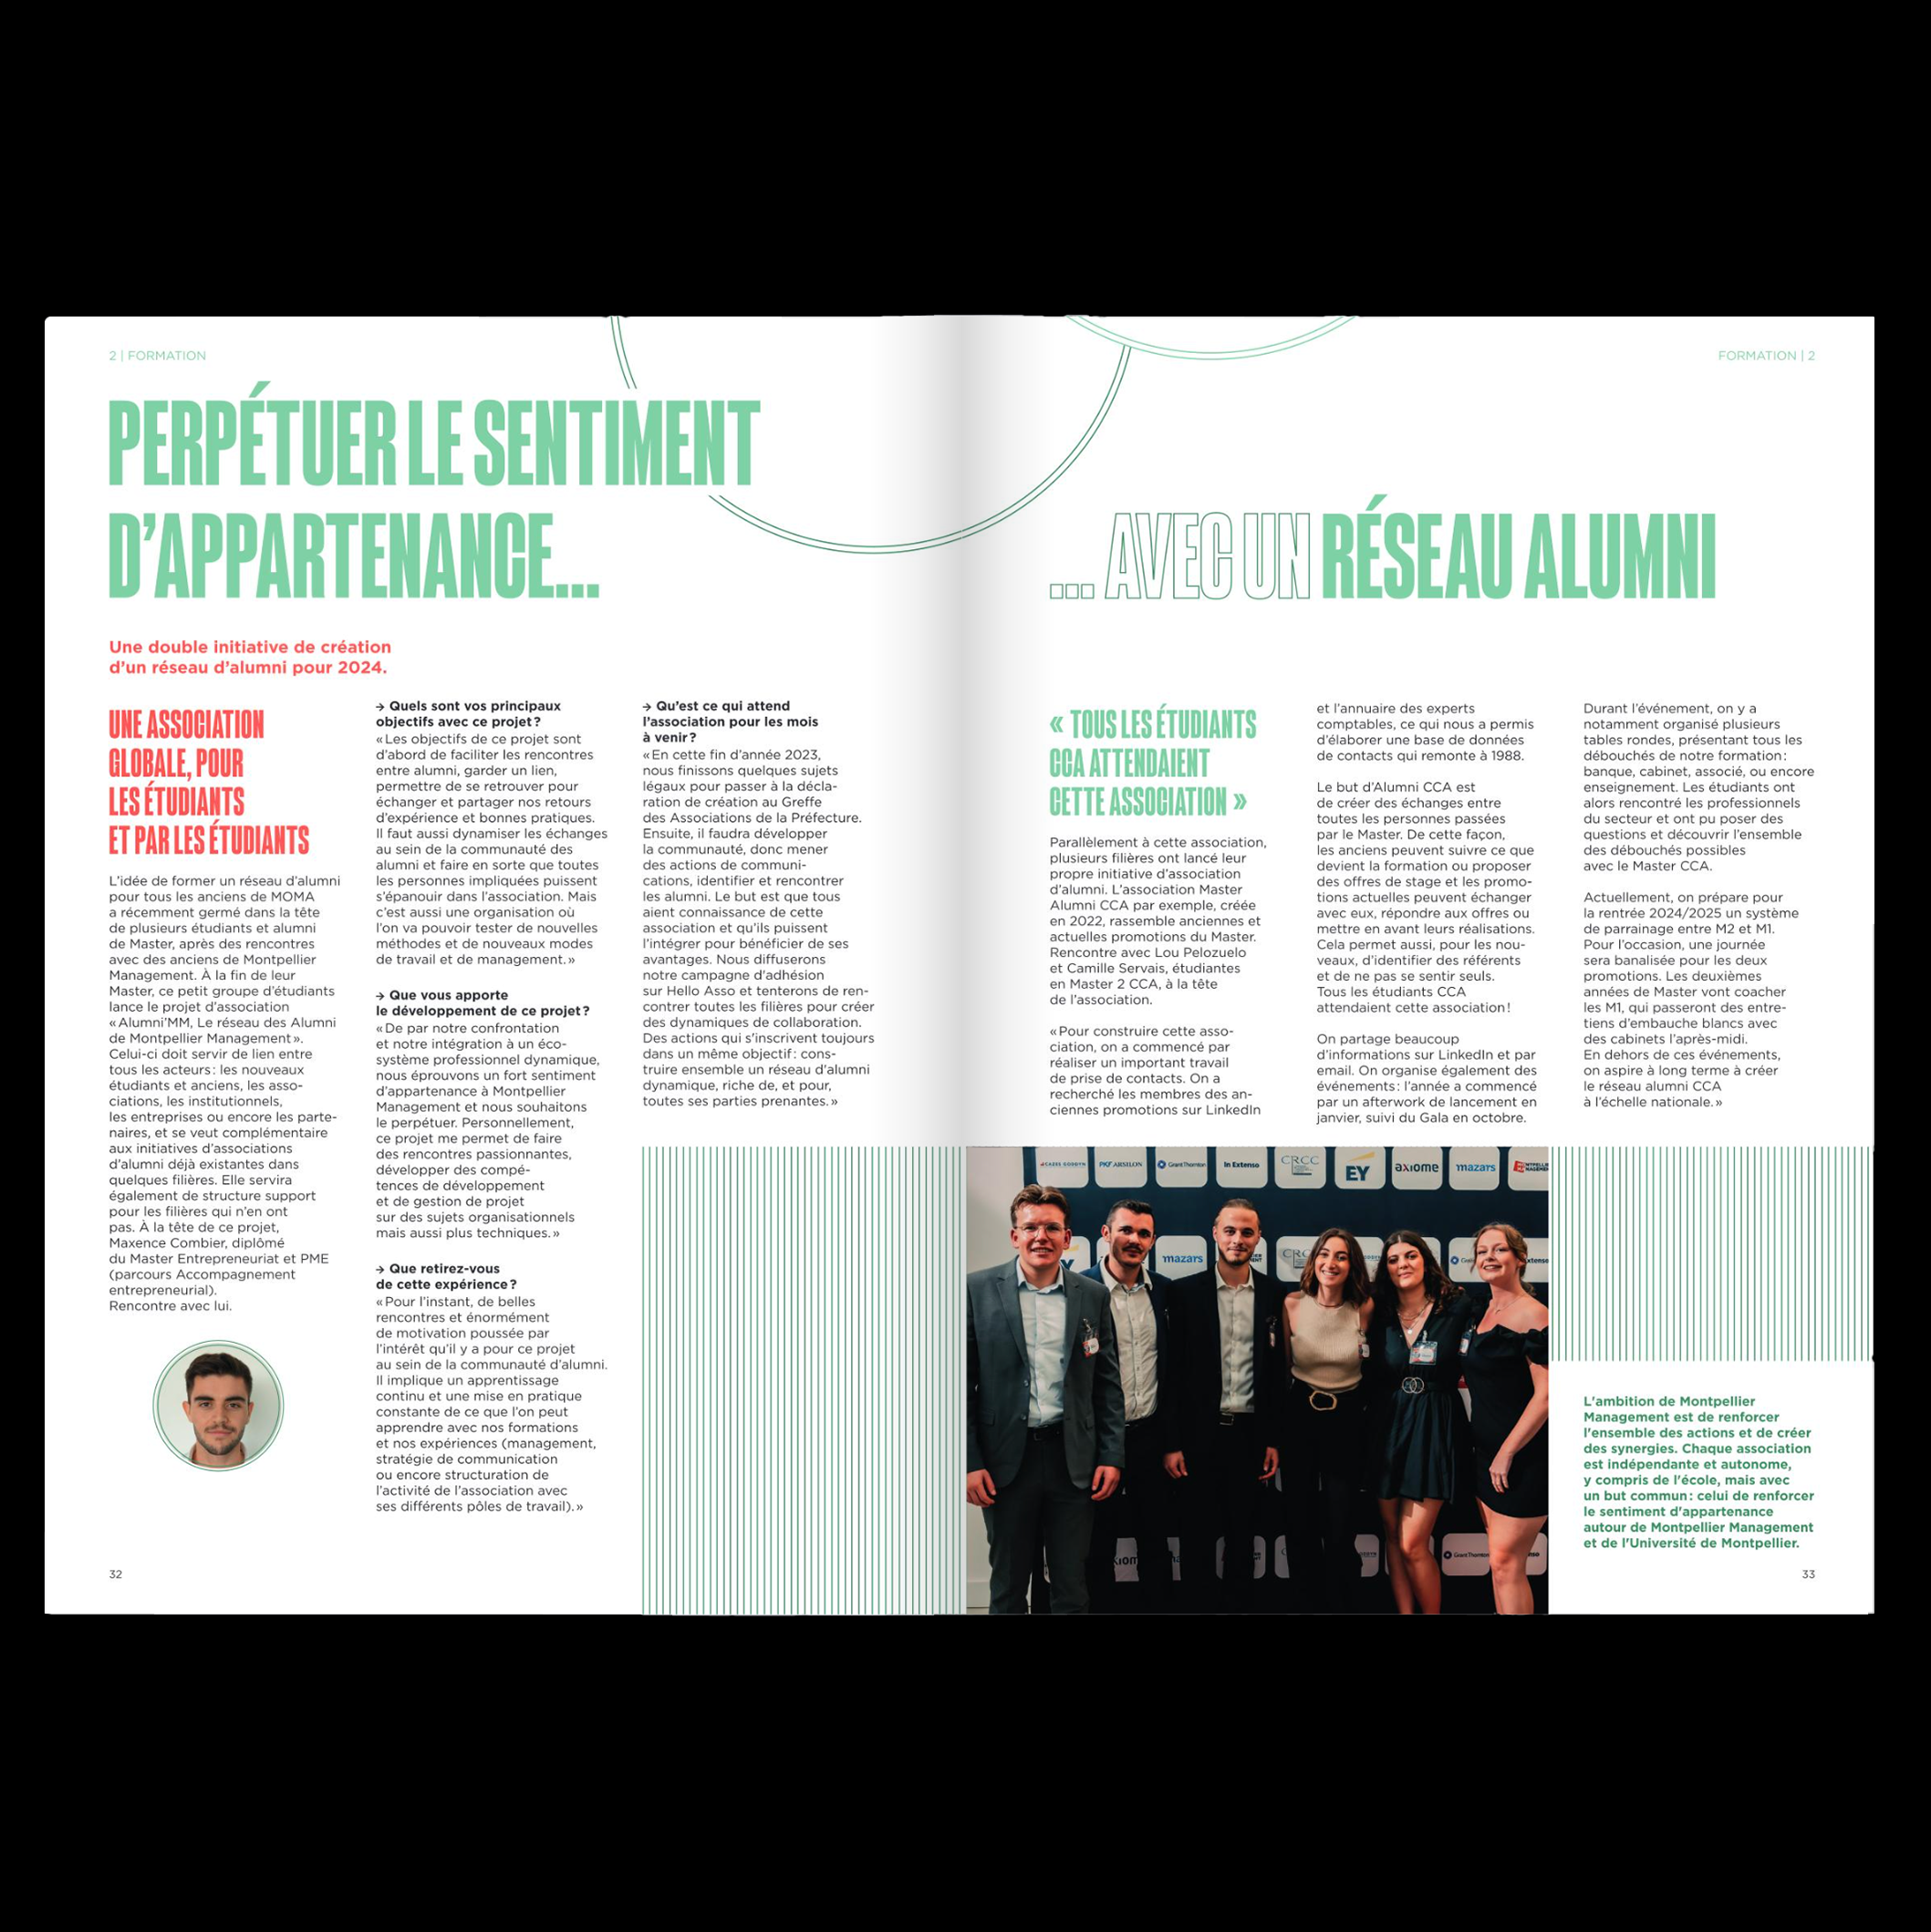 2 | FORMATION
PERPÉTUER LE SENTIMENT
D’APPARTENANCE...
Une double initiative de création
d’un réseau d’alumni pour 2024.
UNE ASSOCIATION
GLOBALE, POUR
LES ÉTUDIANTS
ET PAR LES ÉTUDIANTS
L’idée de former un réseau d’alumni
pour tous les anciens de MOMA
a récemment germé dans la tête
de plusieurs étudiants et alumni
de Master, après des rencontres
avec des anciens de Montpellier
Management. À la fin de leur
Master, ce petit groupe d’étudiants
lance le projet d’association
« Alumni’MM, Le réseau des Alumni
de Montpellier Management ».
Celui-ci doit servir de lien entre
tous les acteurs : les nouveaux
étudiants et anciens, les asso-
ciations, les institutionnels,
les entreprises ou encore les parte-
naires, et se veut complémentaire
aux initiatives d’associations
d’alumni déjà existantes dans
quelques filières. Elle servira
également de structure support
pour les filières qui n’en ont
pas. À la tête de ce projet,
Maxence Combier, diplômé
du Master Entrepreneuriat et PME
(parcours Accompagnement
entrepreneurial).
Rencontre avec lui.
→ Quels sont vos principaux
objectifs avec ce projet ?
« Les objectifs de ce projet sont
d’abord de faciliter les rencontres
entre alumni, garder un lien,
permettre de se retrouver pour
échanger et partager nos retours
d’expérience et bonnes pratiques.
Il faut aussi dynamiser les échanges
au sein de la communauté des
alumni et faire en sorte que toutes
les personnes impliquées puissent
s’épanouir dans l’association. Mais
c’est aussi une organisation où
l’on va pouvoir tester de nouvelles
méthodes et de nouveaux modes
de travail et de management. »
→ Que vous apporte
le développement de ce projet ?
« De par notre confrontation
et notre intégration à un éco-
système professionnel dynamique,
nous éprouvons un fort sentiment
d’appartenance à Montpellier
Management et nous souhaitons
le perpétuer. Personnellement,
ce projet me permet de faire
des rencontres passionnantes,
développer des compé-
tences de développement
et de gestion de projet
sur des sujets organisationnels
mais aussi plus techniques. »
→ Que retirez-vous
de cette expérience ?
« Pour l’instant, de belles
rencontres et énormément
de motivation poussée par
l’intérêt qu’il y a pour ce projet
au sein de la communauté d’alumni.
Il implique un apprentissage
continu et une mise en pratique
constante de ce que l’on peut
apprendre avec nos formations
et nos expériences (management,
stratégie de communication
ou encore structuration de
l’activité de l’association avec
ses différents pôles de travail). »
→ Qu’est ce qui attend
l’association pour les mois
à venir ?
« En cette fin d’année 2023,
nous finissons quelques sujets
légaux pour passer à la décla-
ration de création au Greffe
des Associations de la Préfecture.
Ensuite, il faudra développer
la communauté, donc mener
des actions de communi-
cations, identifier et rencontrer
les alumni. Le but est que tous
aient connaissance de cette
association et qu’ils puissent
l’intégrer pour bénéficier de ses
avantages. Nous diffuserons
notre campagne d’adhésion
sur Hello Asso et tenterons de ren-
contrer toutes les filières pour créer
des dynamiques de collaboration.
Des actions qui s’inscrivent toujours
dans un même objectif : cons-
truire ensemble un réseau d’alumni
dynamique, riche de, et pour,
toutes ses parties prenantes. »
32
FORMATION | 2
... AVEC UN RÉSEAU ALUMNI
« TOUS LES ÉTUDIANTS
CCA ATTENDAIENT
CETTE ASSOCIATION »
Parallèlement à cette association,
plusieurs filières ont lancé leur
propre initiative d’association
d’alumni. L’association Master
Alumni CCA par exemple, créée
en 2022, rassemble anciennes et
actuelles promotions du Master.
Rencontre avec Lou Pelozuelo
et Camille Servais, étudiantes
en Master 2 CCA, à la tête
de l’association.
« Pour construire cette asso-
ciation, on a commencé par
réaliser un important travail
de prise de contacts. On a
recherché les membres des an-
ciennes promotions sur LinkedIn
et l’annuaire des experts
comptables, ce qui nous a permis
d’élaborer une base de données
de contacts qui remonte à 1988.
Le but d’Alumni CCA est
de créer des échanges entre
toutes les personnes passées
par le Master. De cette façon,
les anciens peuvent suivre ce que
devient la formation ou proposer
des offres de stage et les promo-
tions actuelles peuvent échanger
avec eux, répondre aux offres ou
mettre en avant leurs réalisations.
Cela permet aussi, pour les nou-
veaux, d’identifier des référents
et de ne pas se sentir seuls.
Tous les étudiants CCA
attendaient cette association !
On partage beaucoup
d’informations sur LinkedIn et par
email. On organise également des
événements : l’année a commencé
par un afterwork de lancement en
janvier, suivi du Gala en octobre.
Durant l’événement, on y a
notamment organisé plusieurs
tables rondes, présentant tous les
débouchés de notre formation :
banque, cabinet, associé, ou encore
enseignement. Les étudiants ont
alors rencontré les professionnels
du secteur et ont pu poser des
questions et découvrir l’ensemble
des débouchés possibles
avec le Master CCA.
Actuellement, on prépare pour
la rentrée 2024/2025 un système
de parrainage entre M2 et M1.
Pour l’occasion, une journée
sera banalisée pour les deux
promotions. Les deuxièmes
années de Master vont coacher
les M1, qui passeront des entre-
tiens d’embauche blancs avec
des cabinets l’après-midi.
En dehors de ces événements,
on aspire à long terme à créer
le réseau alumni CCA
à l’échelle nationale. »
CAZES GODDYN PKF ARSILON Grant Thornton In Extenso CRCC EY axiome mazars
mazars
Grant Thornton
L’ambition de Montpellier
Management est de renforcer
l’ensemble des actions et de créer
des synergies. Chaque association
est indépendante et autonome,
y compris de l’école, mais avec
un but commun : celui de renforcer
le sentiment d’appartenance
autour de Montpellier Management
et de l’Université de Montpellier.
33